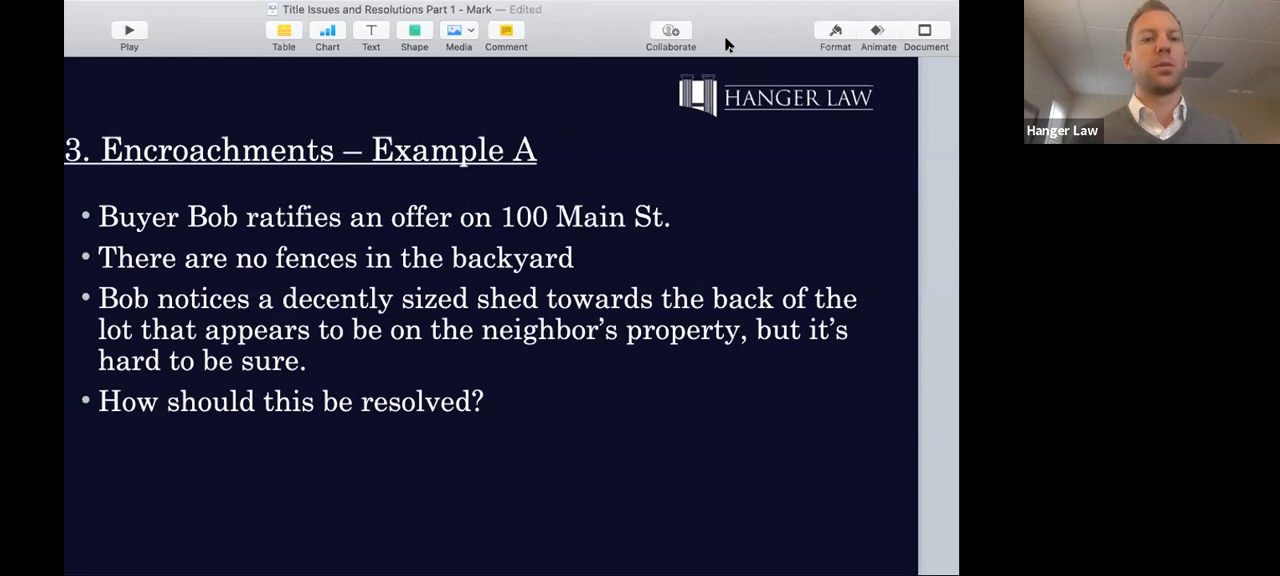 Title Issues and Resolutions Part 1 - Mark — Edited
Play
Table
Chart
Text
Shape
Media
Comment
Collaborate
Format
Animate
Document
HANGER LAW
Hanger Law
3. Encroachments – Example A
• Buyer Bob ratifies an offer on 100 Main St.
• There are no fences in the backyard
• Bob notices a decently sized shed towards the back of the
lot that appears to be on the neighbor’s property, but it’s
hard to be sure.
• How should this be resolved?